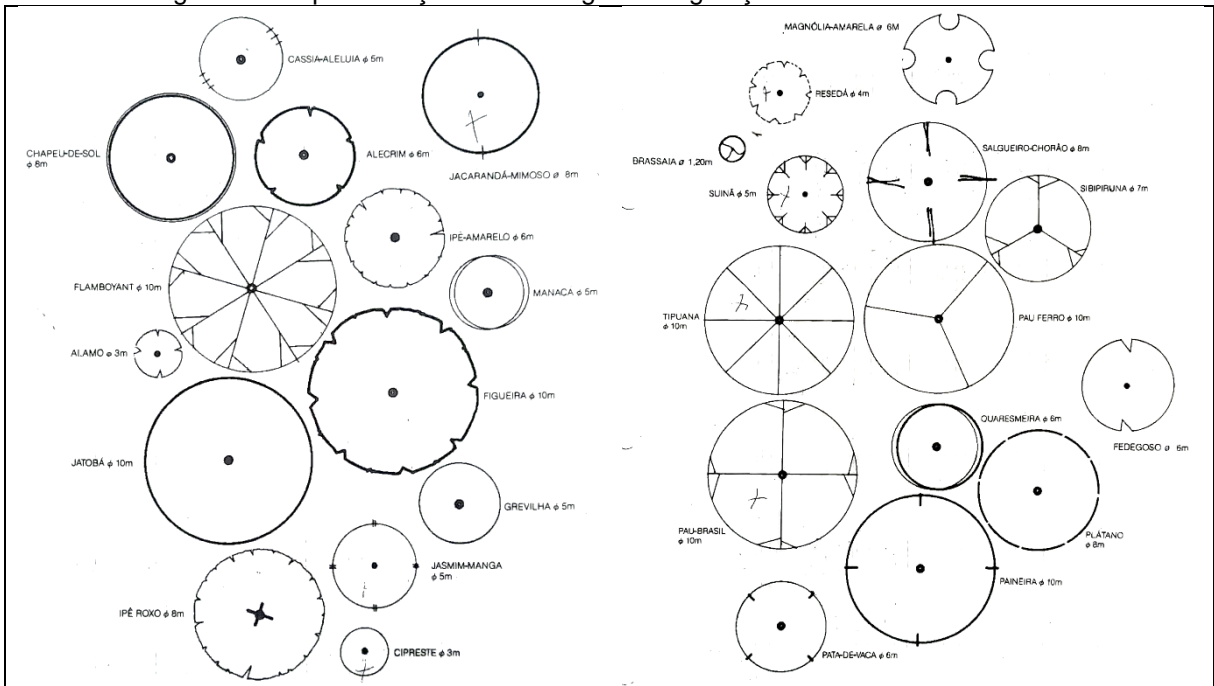 CASSIA-ALELUIA ø 5m
CHAPEU-DE-SOL
ø 8m
ALECRIM ø 6m
JACARANDÁ-MIMOSO ø 8m
IPÊ-AMARELO ø 6m
FLAMBOYANT ø 10m
MANACA ø 5m
ALAMO ø 3m
FIGUEIRA ø 10m
JATOBÁ ø 10m
GREVILHA ø 5m
JASMIM-MANGA
ø 5m
IPÊ ROXO ø 8m
CIPRESTE ø 3m
MAGNÓLIA-AMARELA ø 6M
RESEDÁ ø 4m
BRASSAIA ø 1,20m
SALGUEIRO-CHORÃO ø 8m
SUINÃ ø 5m
SIBIPIRUNA ø 7m
TIPUANA
ø 10m
PAU FERRO ø 10m
QUARESMEIRA ø 6m
FEDEGOSO ø 6m
PAU-BRASIL
ø 10m
PLÁTANO
ø 8m
PAINEIRA ø 10m
PATA-DE-VACA ø 6m